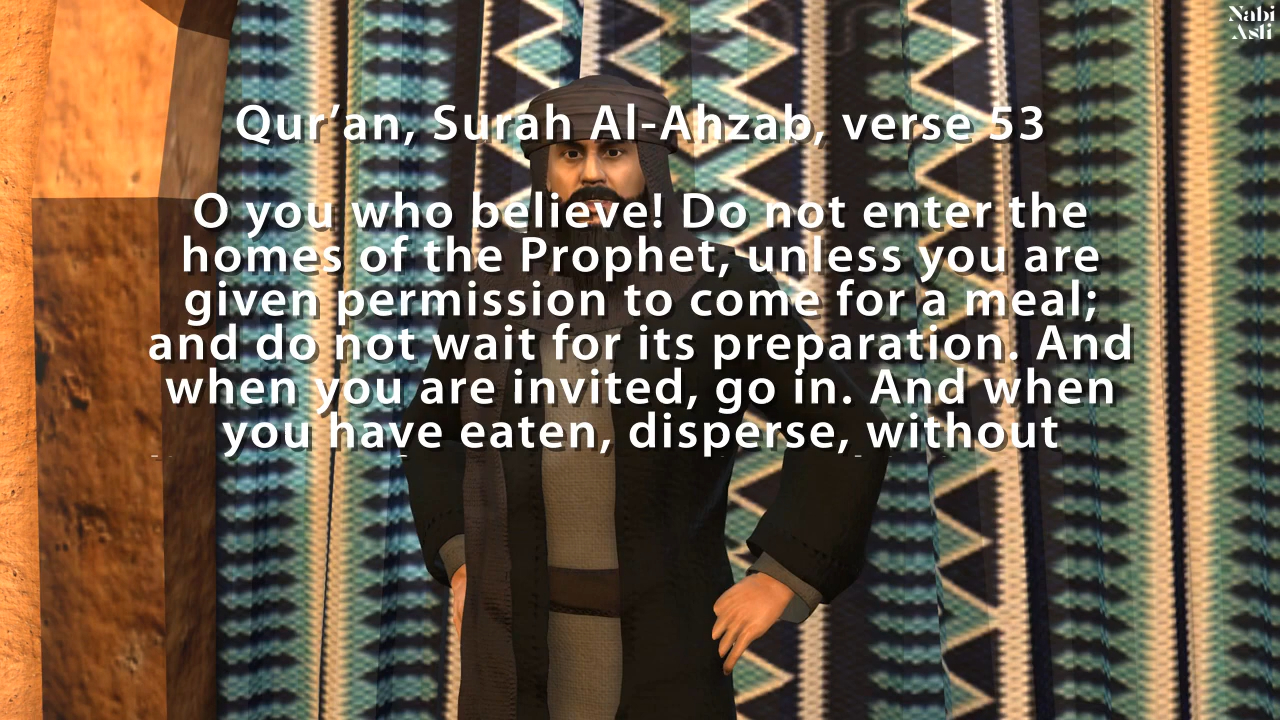 Nabi
Asli
Qur’an, Surah Al-Ahzab, verse 53
O you who believe! Do not enter the
homes of the Prophet, unless you are
given permission to come for a meal;
and do not wait for its preparation. And
when you are invited, go in. And when
you have eaten, disperse, without